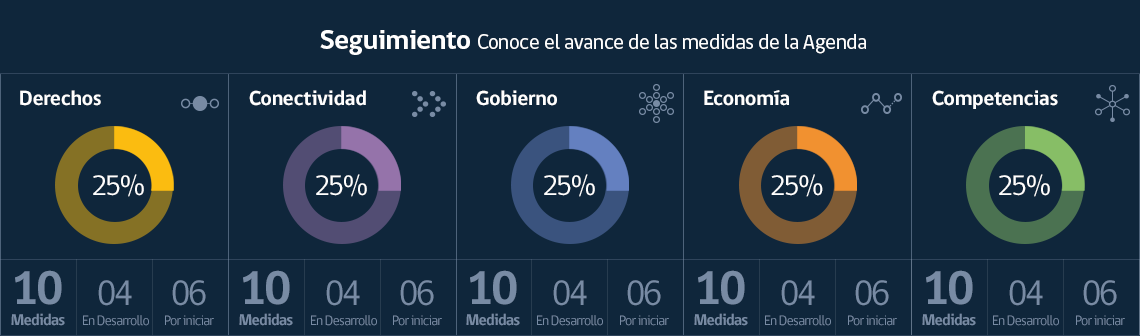 Seguimiento Conoce el avance de las medidas de la Agenda
Derechos
25%
10 04 06
Medidas En Desarrollo Por iniciar
Conectividad
25%
10 04 06
Medidas En Desarrollo Por iniciar
Gobierno
25%
10 04 06
Medidas En Desarrollo Por iniciar
Economía
25%
10 04 06
Medidas En Desarrollo Por iniciar
Competencias
25%
10 04 06
Medidas En Desarrollo Por iniciar